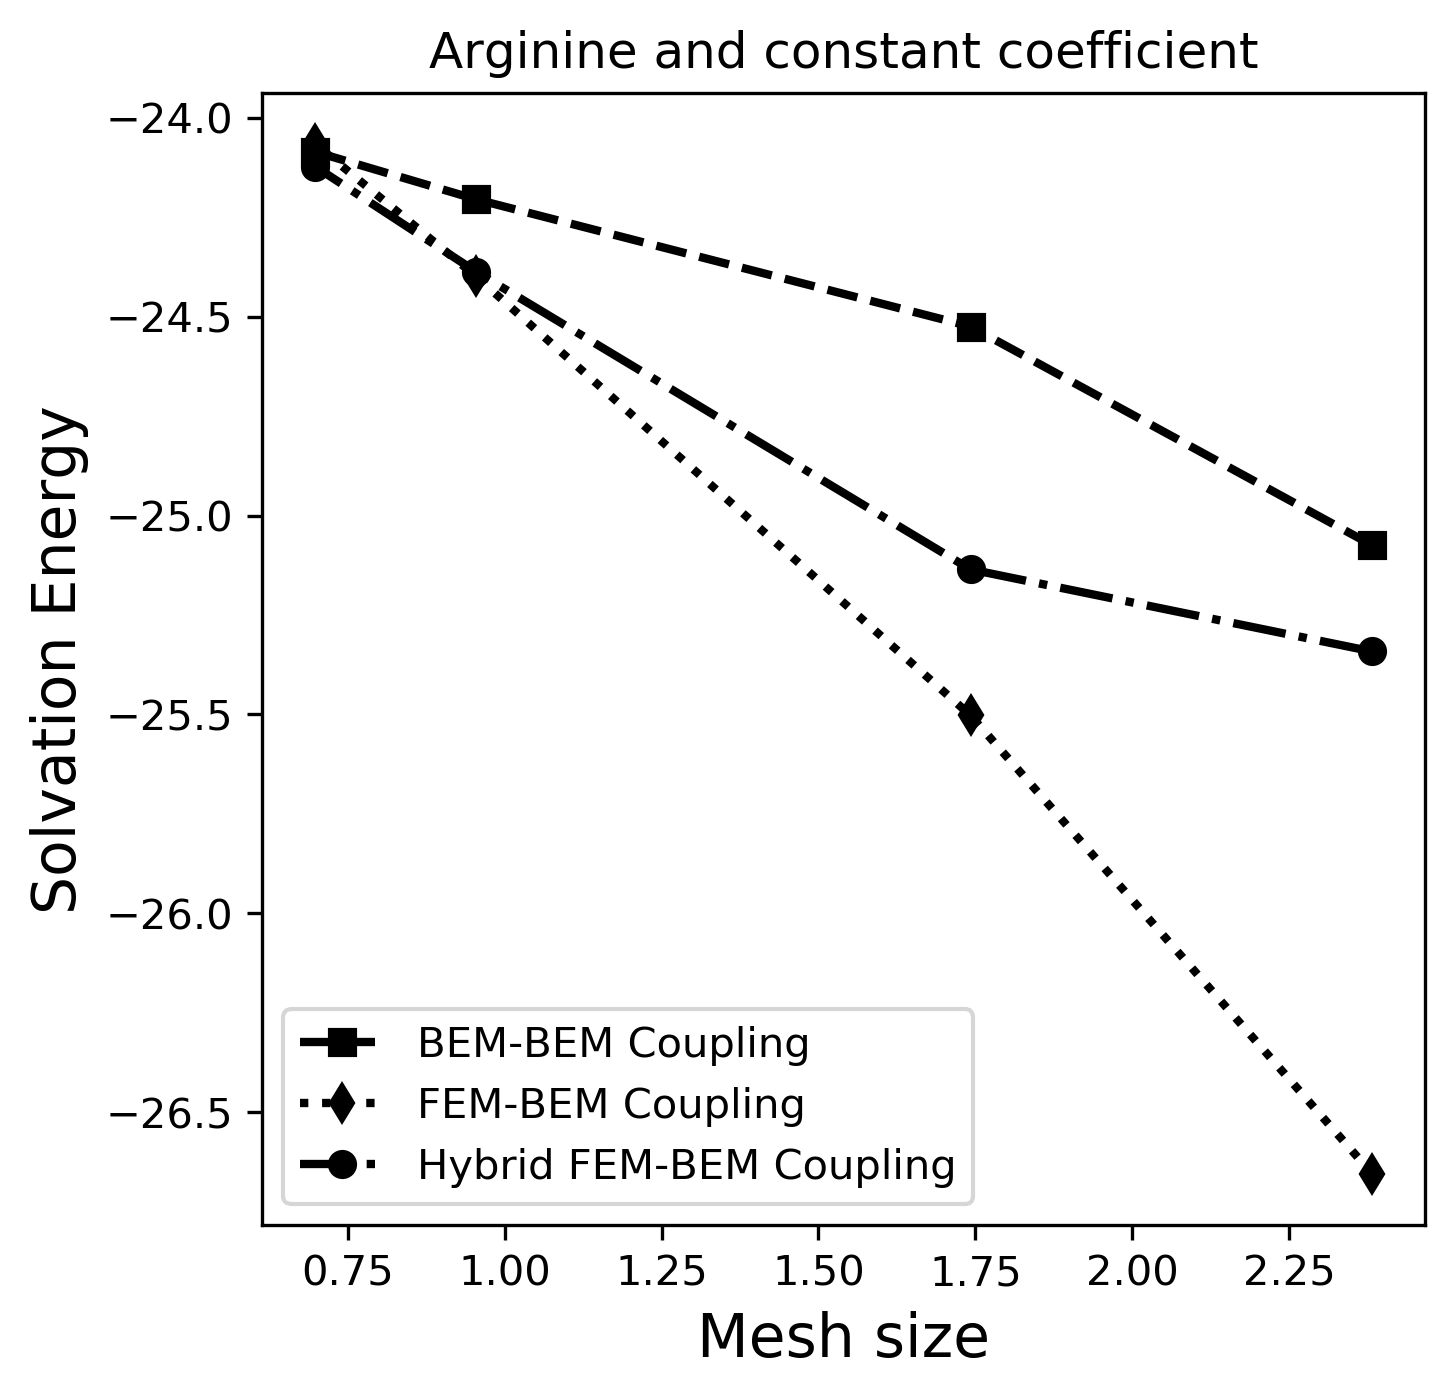 Arginine and constant coefficient
−24.0
−24.5
−25.0
−25.5
−26.0
−26.5
Solvation Energy
BEM-BEM Coupling
FEM-BEM Coupling
Hybrid FEM-BEM Coupling
0.75 1.00 1.25 1.50 1.75 2.00 2.25
Mesh size